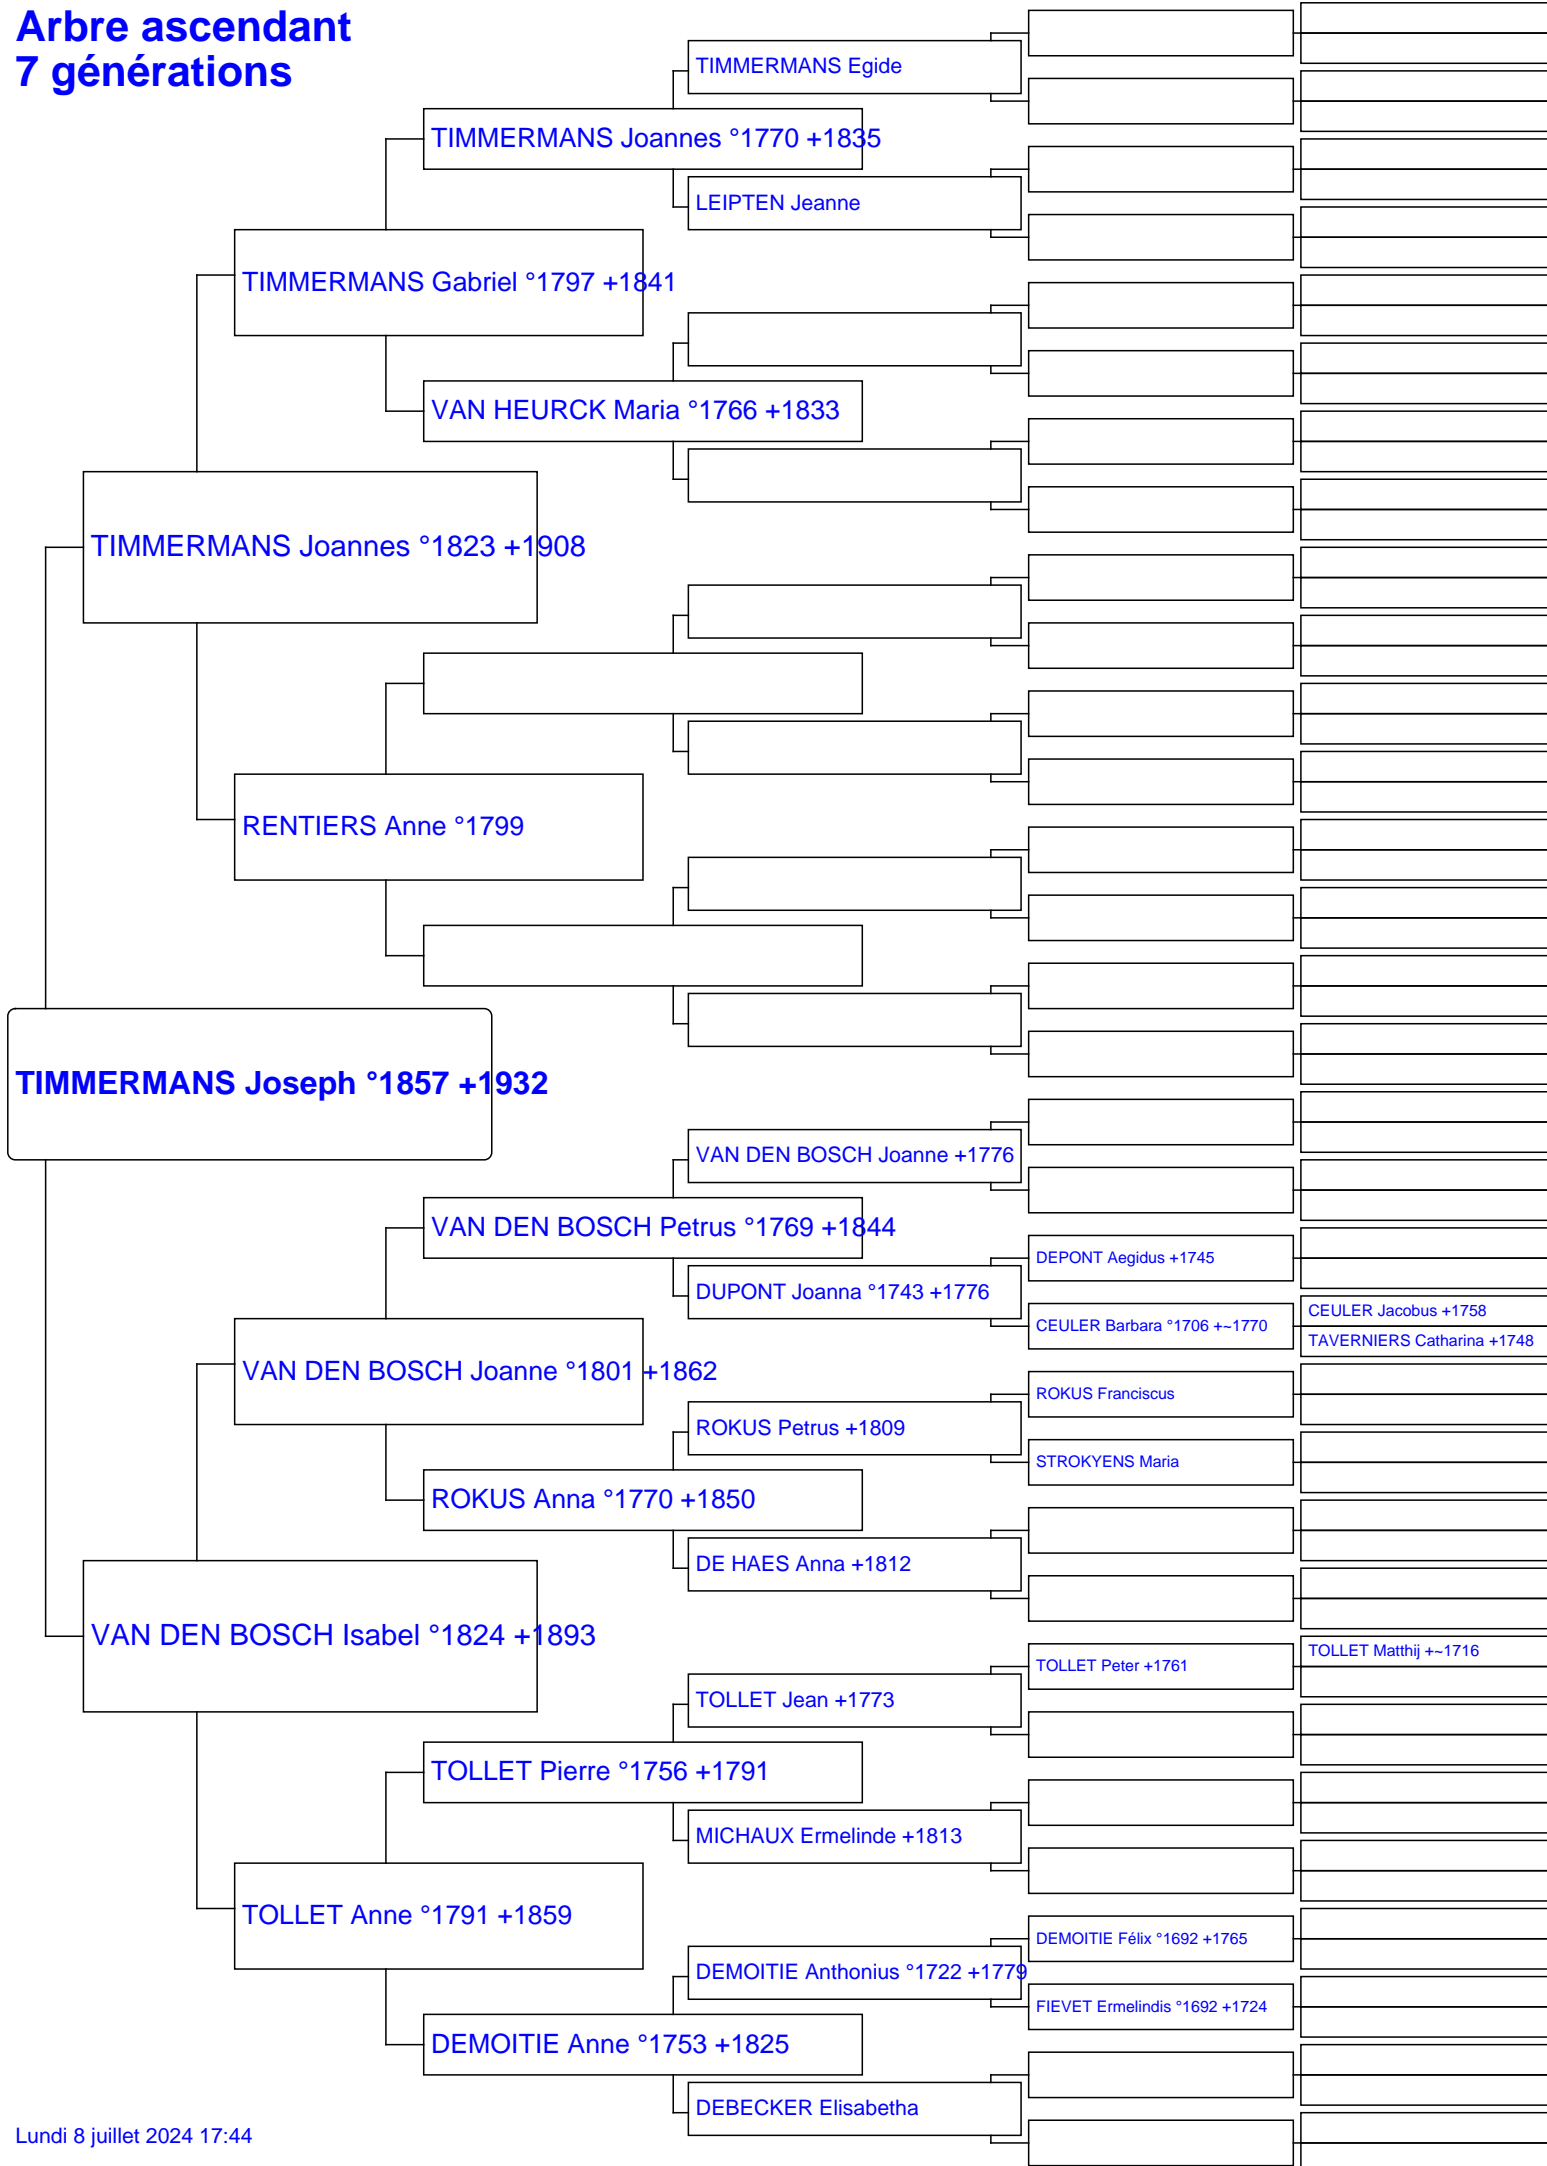 Arbre ascendant
7 générations
TIMMERMANS Egide
TIMMERMANS Joannes °1770 +1835
LEIPTEN Jeanne
TIMMERMANS Gabriel °1797 +1841
VAN HEURCK Maria °1766 +1833
TIMMERMANS Joannes °1823 +1908
RENTIERS Anne °1799
TIMMERMANS Joseph °1857 +1932
VAN DEN BOSCH Joanne +1776
VAN DEN BOSCH Petrus °1769 +1844
DEPONT Aegidus +1745
DUPONT Joanna °1743 +1776
CEULER Jacobus +1758
CEULER Barbara °1706 +~1770
TAVERNIERS Catharina +1748
VAN DEN BOSCH Joanne °1801 +1862
ROKUS Franciscus
ROKUS Petrus +1809
STROKYENS Maria
ROKUS Anna °1770 +1850
DE HAES Anna +1812
VAN DEN BOSCH Isabel °1824 +1893
TOLLET Matthij +~1716
TOLLET Peter +1761
TOLLET Jean +1773
TOLLET Pierre °1756 +1791
MICHAUX Ermelinde +1813
TOLLET Anne °1791 +1859
DEMOITIE Félix °1692 +1765
DEMOITIE Anthonius °1722 +1779
FIEVET Ermelindis °1692 +1724
DEMOITIE Anne °1753 +1825
DEBECKER Elisabetha
Lundi 8 juillet 2024 17:44